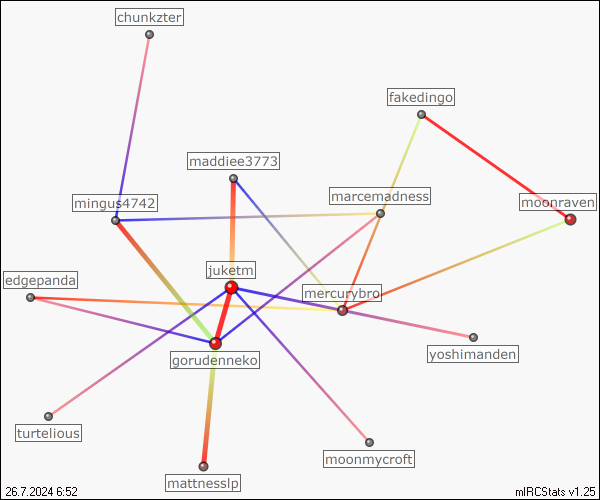 chunkzter
fakedingo
maddiee3773
marcemadness
mingus4742
moonraven
juketm
edgepanda
mercurybro
yoshimanden
gorudenneko
turtelious
moonmycroft
mattnesslp
26.7.2024 6:52
mIRCStats v1.25